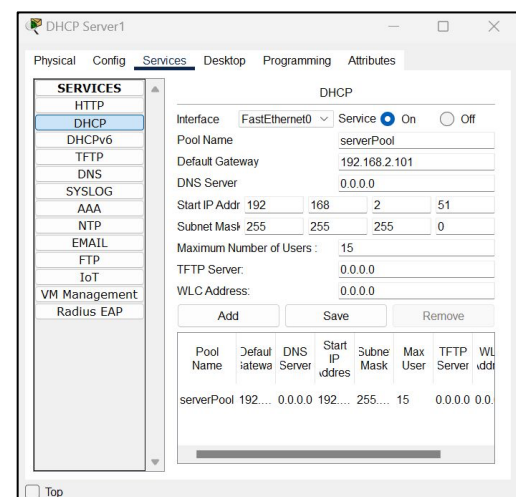 DHCP Server1
Physical Config Services Desktop Programming Attributes
SERVICES
HTTP
DHCP
DHCPv6
TFTP
DNS
SYSLOG
AAA
NTP
EMAIL
FTP
IoT
VM Management
Radius EAP
DHCP
Interface FastEthernet0 Service On Off
Pool Name serverPool
Default Gateway 192.168.2.101
DNS Server 0.0.0.0
Start IP Addr 192 168 2 51
Subnet Mask 255 255 255 0
Maximum Number of Users : 15
TFTP Server: 0.0.0.0
WLC Address: 0.0.0.0
Add Save Remove
Pool Name Defaul Gatewa DNS Server Start IP Addres Subne Mask Max User TFTP Server WL
serverPool 192.... 0.0.0.0 192.... 255.... 15 0.0.0.0 0.0.
Top